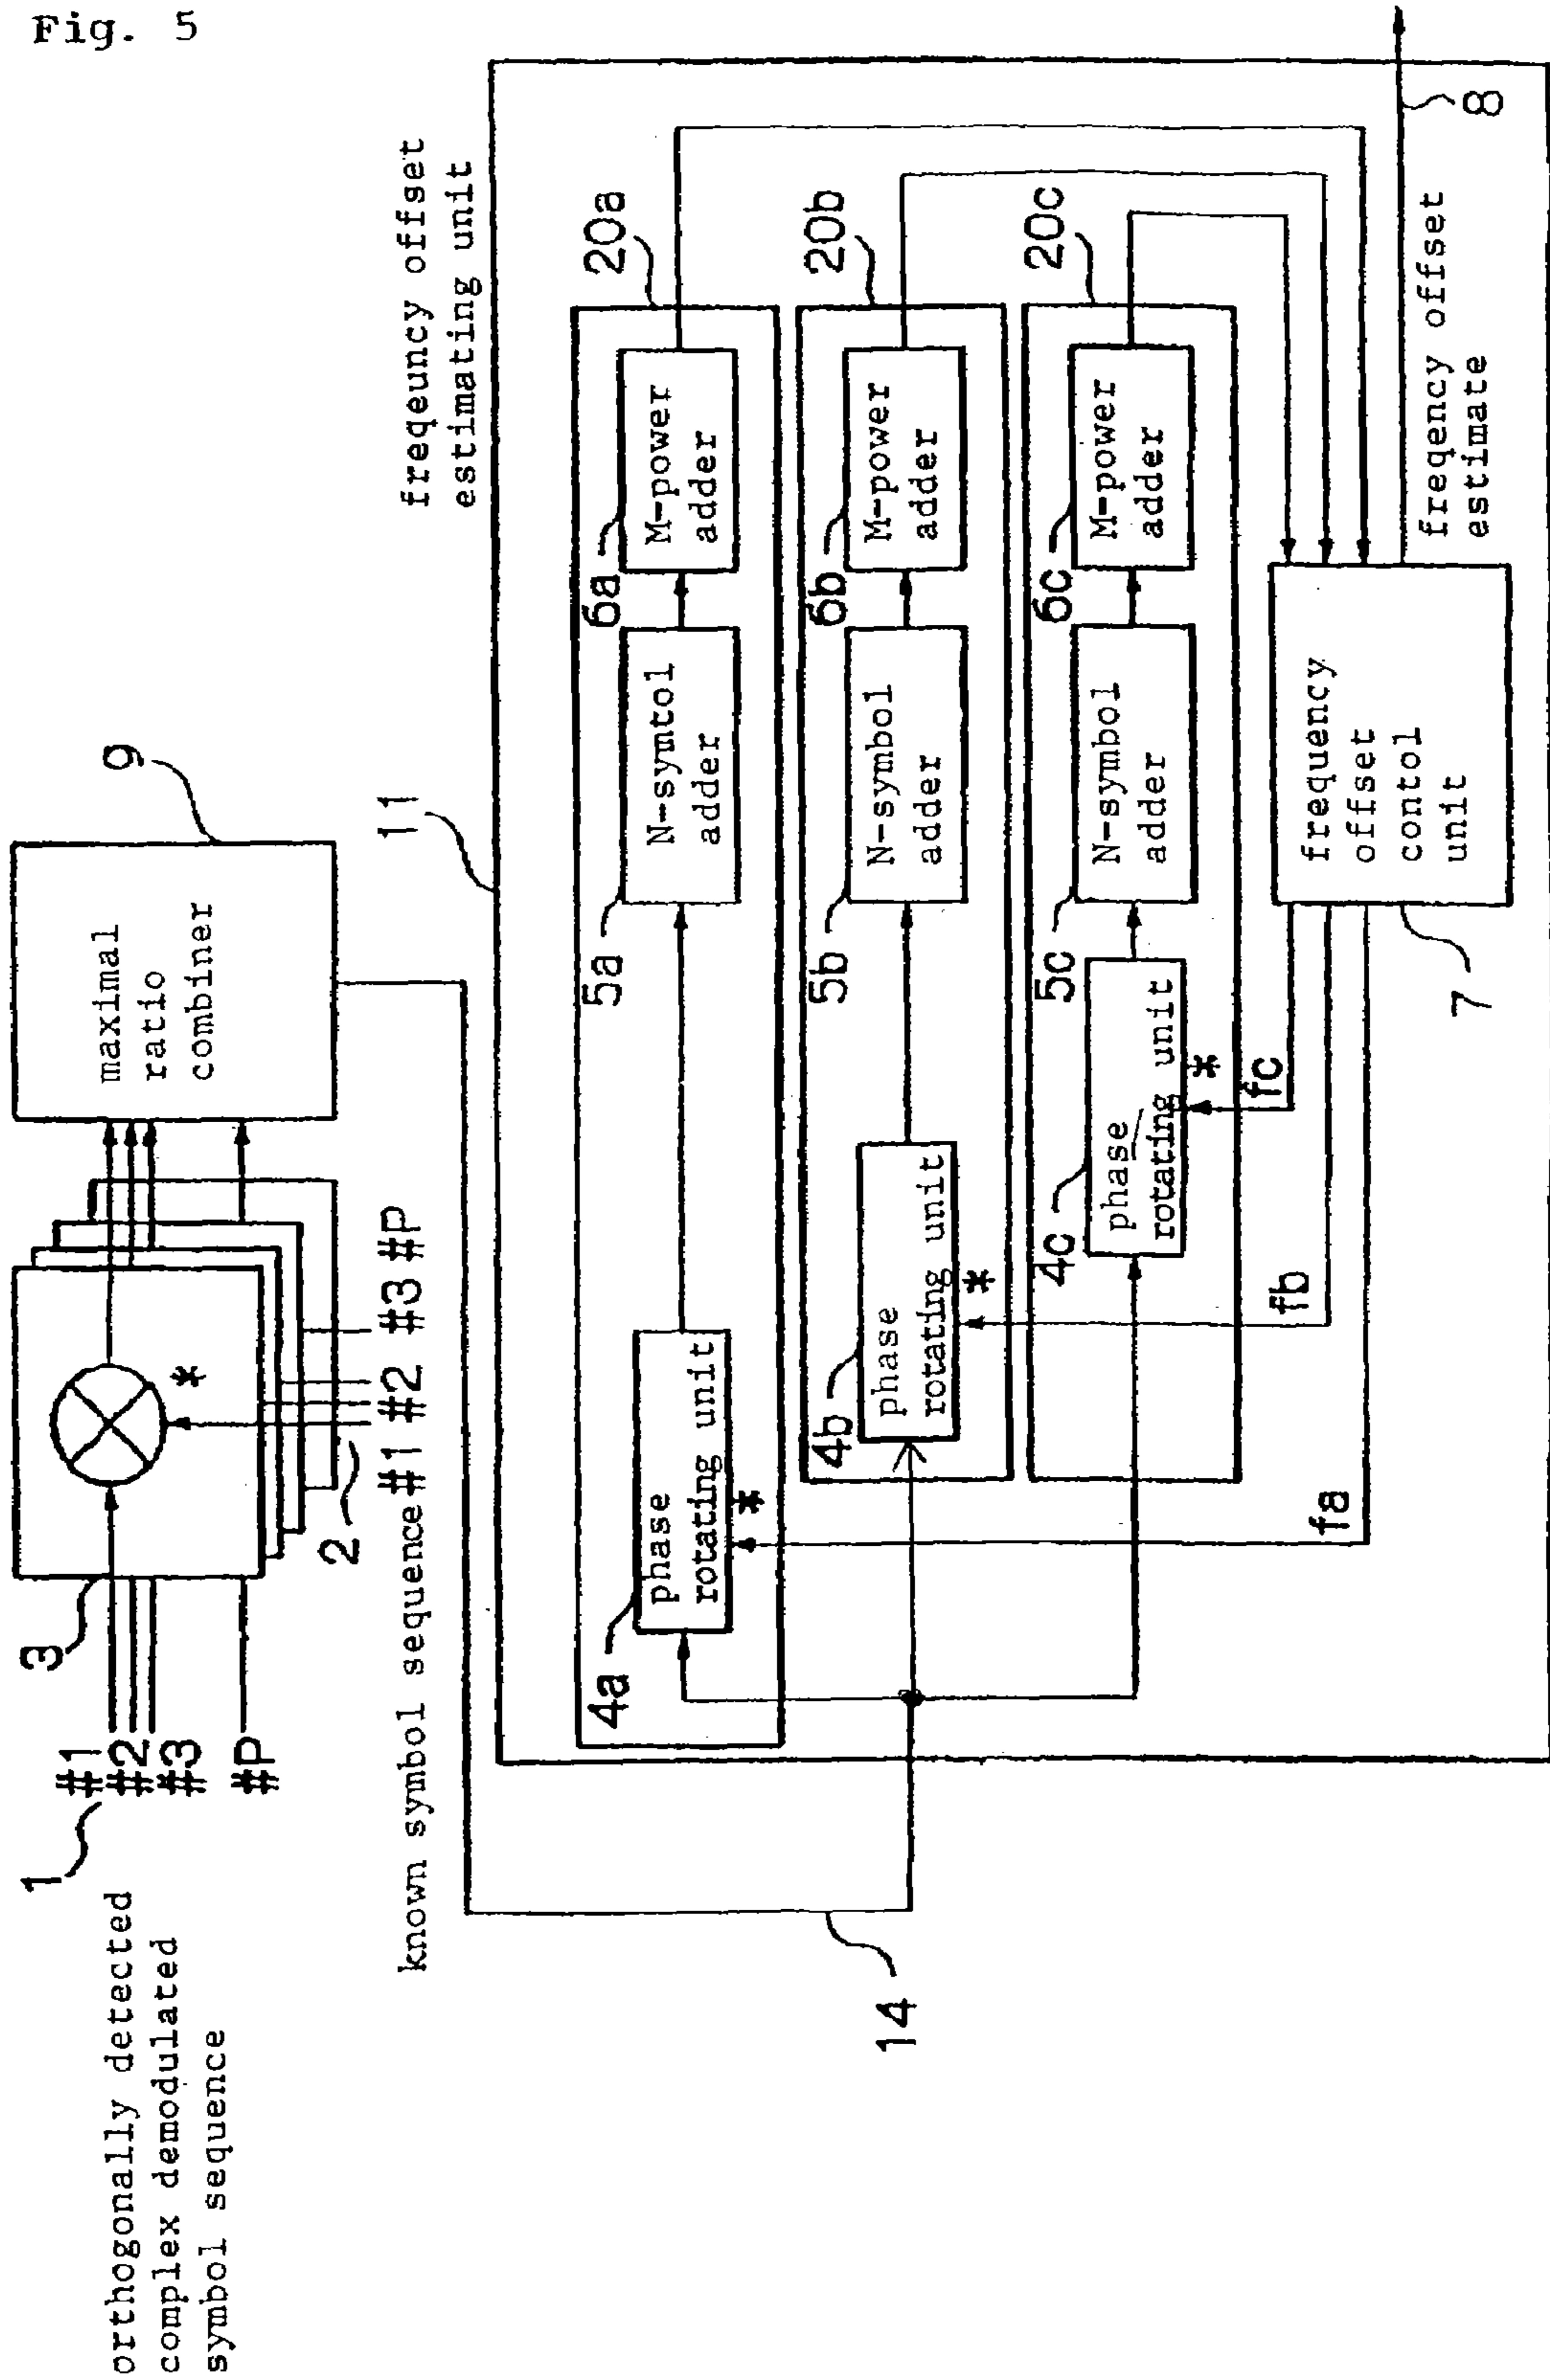 Fig. 5
orthogonally detected
complex demodulated
symbol sequence
1
#1
#2
#3
#P
3
*
2
known symbol sequence #1 #2 #3 #P
maximal
ratio
combiner
9
14
11
freqeuncy offset
estimating unit
20a
4a
phase
rotating unit
*
5a
N-symtol
adder
6a
M-power
adder
20b
4b
phase
rotating unit
*
5b
N-symbol
adder
6b
M-power
adder
20c
4c
phase
rotating unit
*
5c
N-symbol
adder
6c
M-power
adder
fa
fb
fc
frequency
offset
contol
unit
7
freqency offset
estimate
8